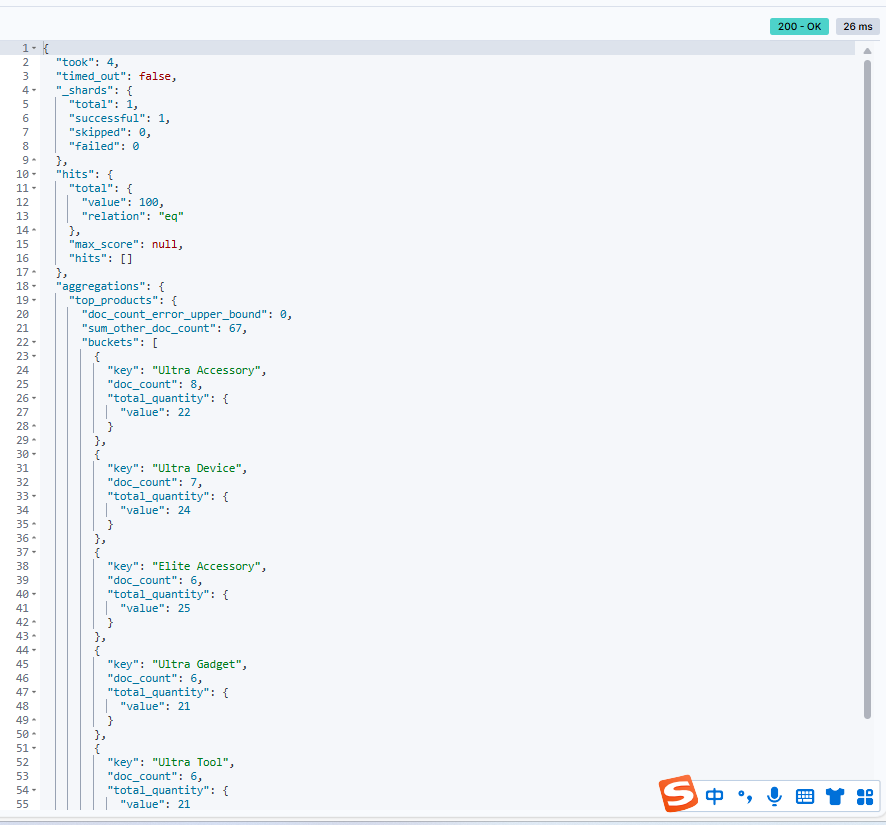 200 - OK
26 ms
1 {
2 "took": 4,
3 "timed_out": false,
4 "_shards": {
5 "total": 1,
6 "successful": 1,
7 "skipped": 0,
8 "failed": 0
9 },
10 "hits": {
11 "total": {
12 "value": 100,
13 "relation": "eq"
14 },
15 "max_score": null,
16 "hits": []
17 },
18 "aggregations": {
19 "top_products": {
20 "doc_count_error_upper_bound": 0,
21 "sum_other_doc_count": 67,
22 "buckets": [
23 {
24 "key": "Ultra Accessory",
25 "doc_count": 8,
26 "total_quantity": {
27 "value": 22
28 }
29 },
30 {
31 "key": "Ultra Device",
32 "doc_count": 7,
33 "total_quantity": {
34 "value": 24
35 }
36 },
37 {
38 "key": "Elite Accessory",
39 "doc_count": 6,
40 "total_quantity": {
41 "value": 25
42 }
43 },
44 {
45 "key": "Ultra Gadget",
46 "doc_count": 6,
47 "total_quantity": {
48 "value": 21
49 }
50 },
51 {
52 "key": "Ultra Tool",
53 "doc_count": 6,
54 "total_quantity": {
55 "value": 21
S 中